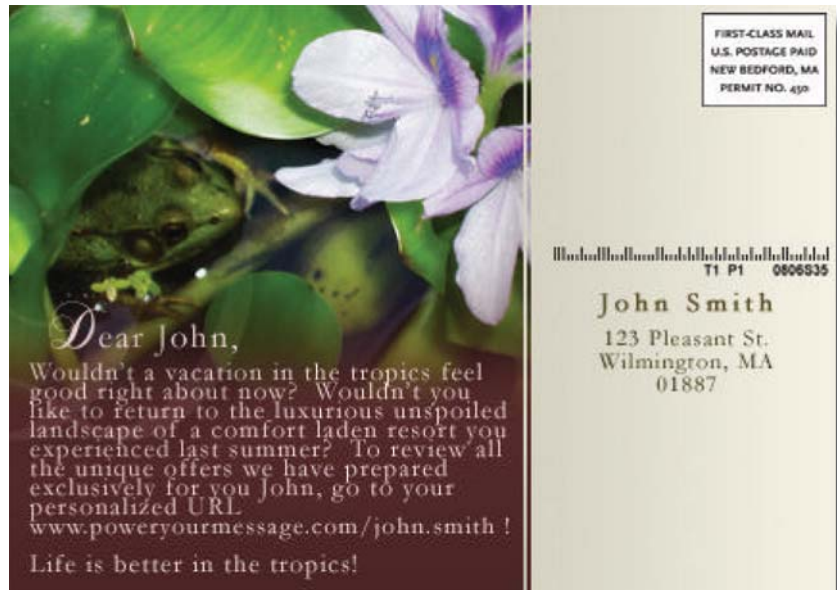 FIRST-CLASS MAIL
U.S. POSTAGE PAID
NEW BEDFORD, MA
PERMIT NO. 450
T1 P1 0806S35
John Smith
123 Pleasant St.
Wilmington, MA
01887
Dear John,
Wouldn't a vacation in the tropics feel
good right about now? Wouldn't you
like to return to the luxurious unspoiled
landscape of a comfort laden resort you
experienced last summer? To review all
the unique offers we have prepared
exclusively for you John, go to your
personalized URL
www.poweryourmessage.com/john.smith !
Life is better in the tropics!